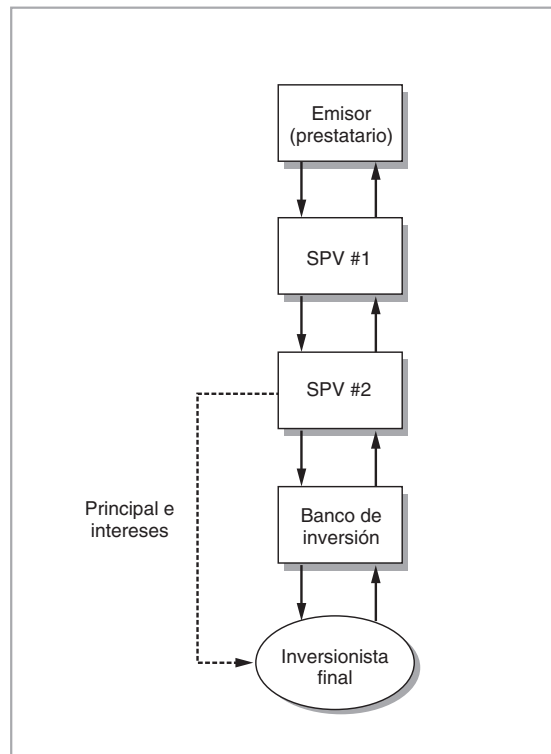 Emisor
(prestatario)
SPV #1
SPV #2
Principal e
intereses
Banco de
inversión
Inversionista
final